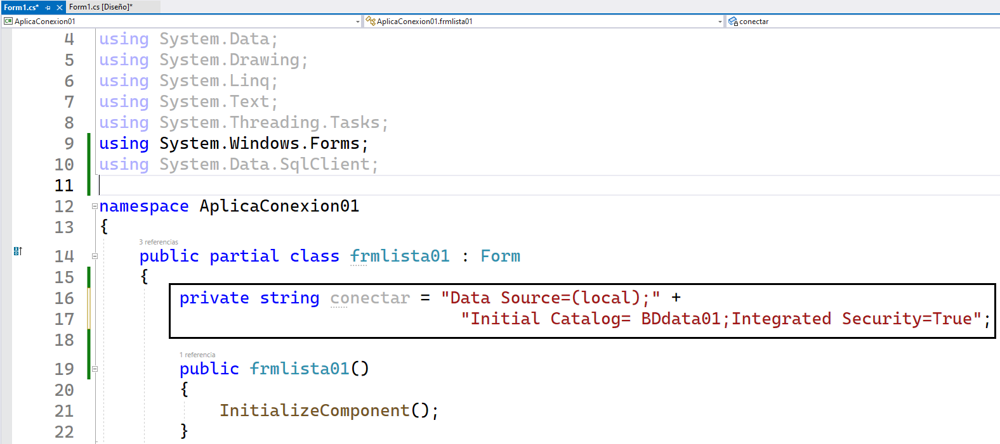 Form1.cs* Form1.cs [Diseño]*
C# AplicaConexion01 AplicaConexion01.frmlista01 conectar
4 using System.Data;
5 using System.Drawing;
6 using System.Linq;
7 using System.Text;
8 using System.Threading.Tasks;
9 using System.Windows.Forms;
10 using System.Data.SqlClient;
11
12 namespace AplicaConexion01
13 {
3 referencias
14 public partial class frmlista01 : Form
15 {
16 private string conectar = "Data Source=(local);" +
17 "Initial Catalog= BDdata01;Integrated Security=True";
18
1 referencia
19 public frmlista01()
20 {
21 InitializeComponent();
22 }